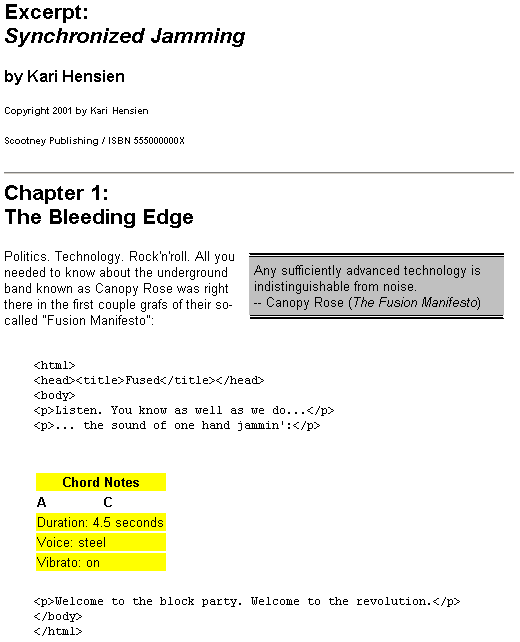 Excerpt:
Synchronized Jamming
by Kari Hensien
Copyright 2001 by Kari Hensien
Scootney Publishing / ISBN 555000000X
Chapter 1:
The Bleeding Edge
Politics. Technology. Rock'n'roll. All you
needed to know about the underground
band known as Canopy Rose was right
there in the first couple grafs of their so-
called "Fusion Manifesto":
Any sufficiently advanced technology is
indistinguishable from noise.
-- Canopy Rose (The Fusion Manifesto)
<html>
<head><title>Fused</title></head>
<body>
<p>Listen. You know as well as we do...</p>
<p>... the sound of one hand jammin':</p>
Chord Notes
A C
Duration: 4.5 seconds
Voice: steel
Vibrato: on
<p>Welcome to the block party. Welcome to the revolution.</p>
</body>
</html>